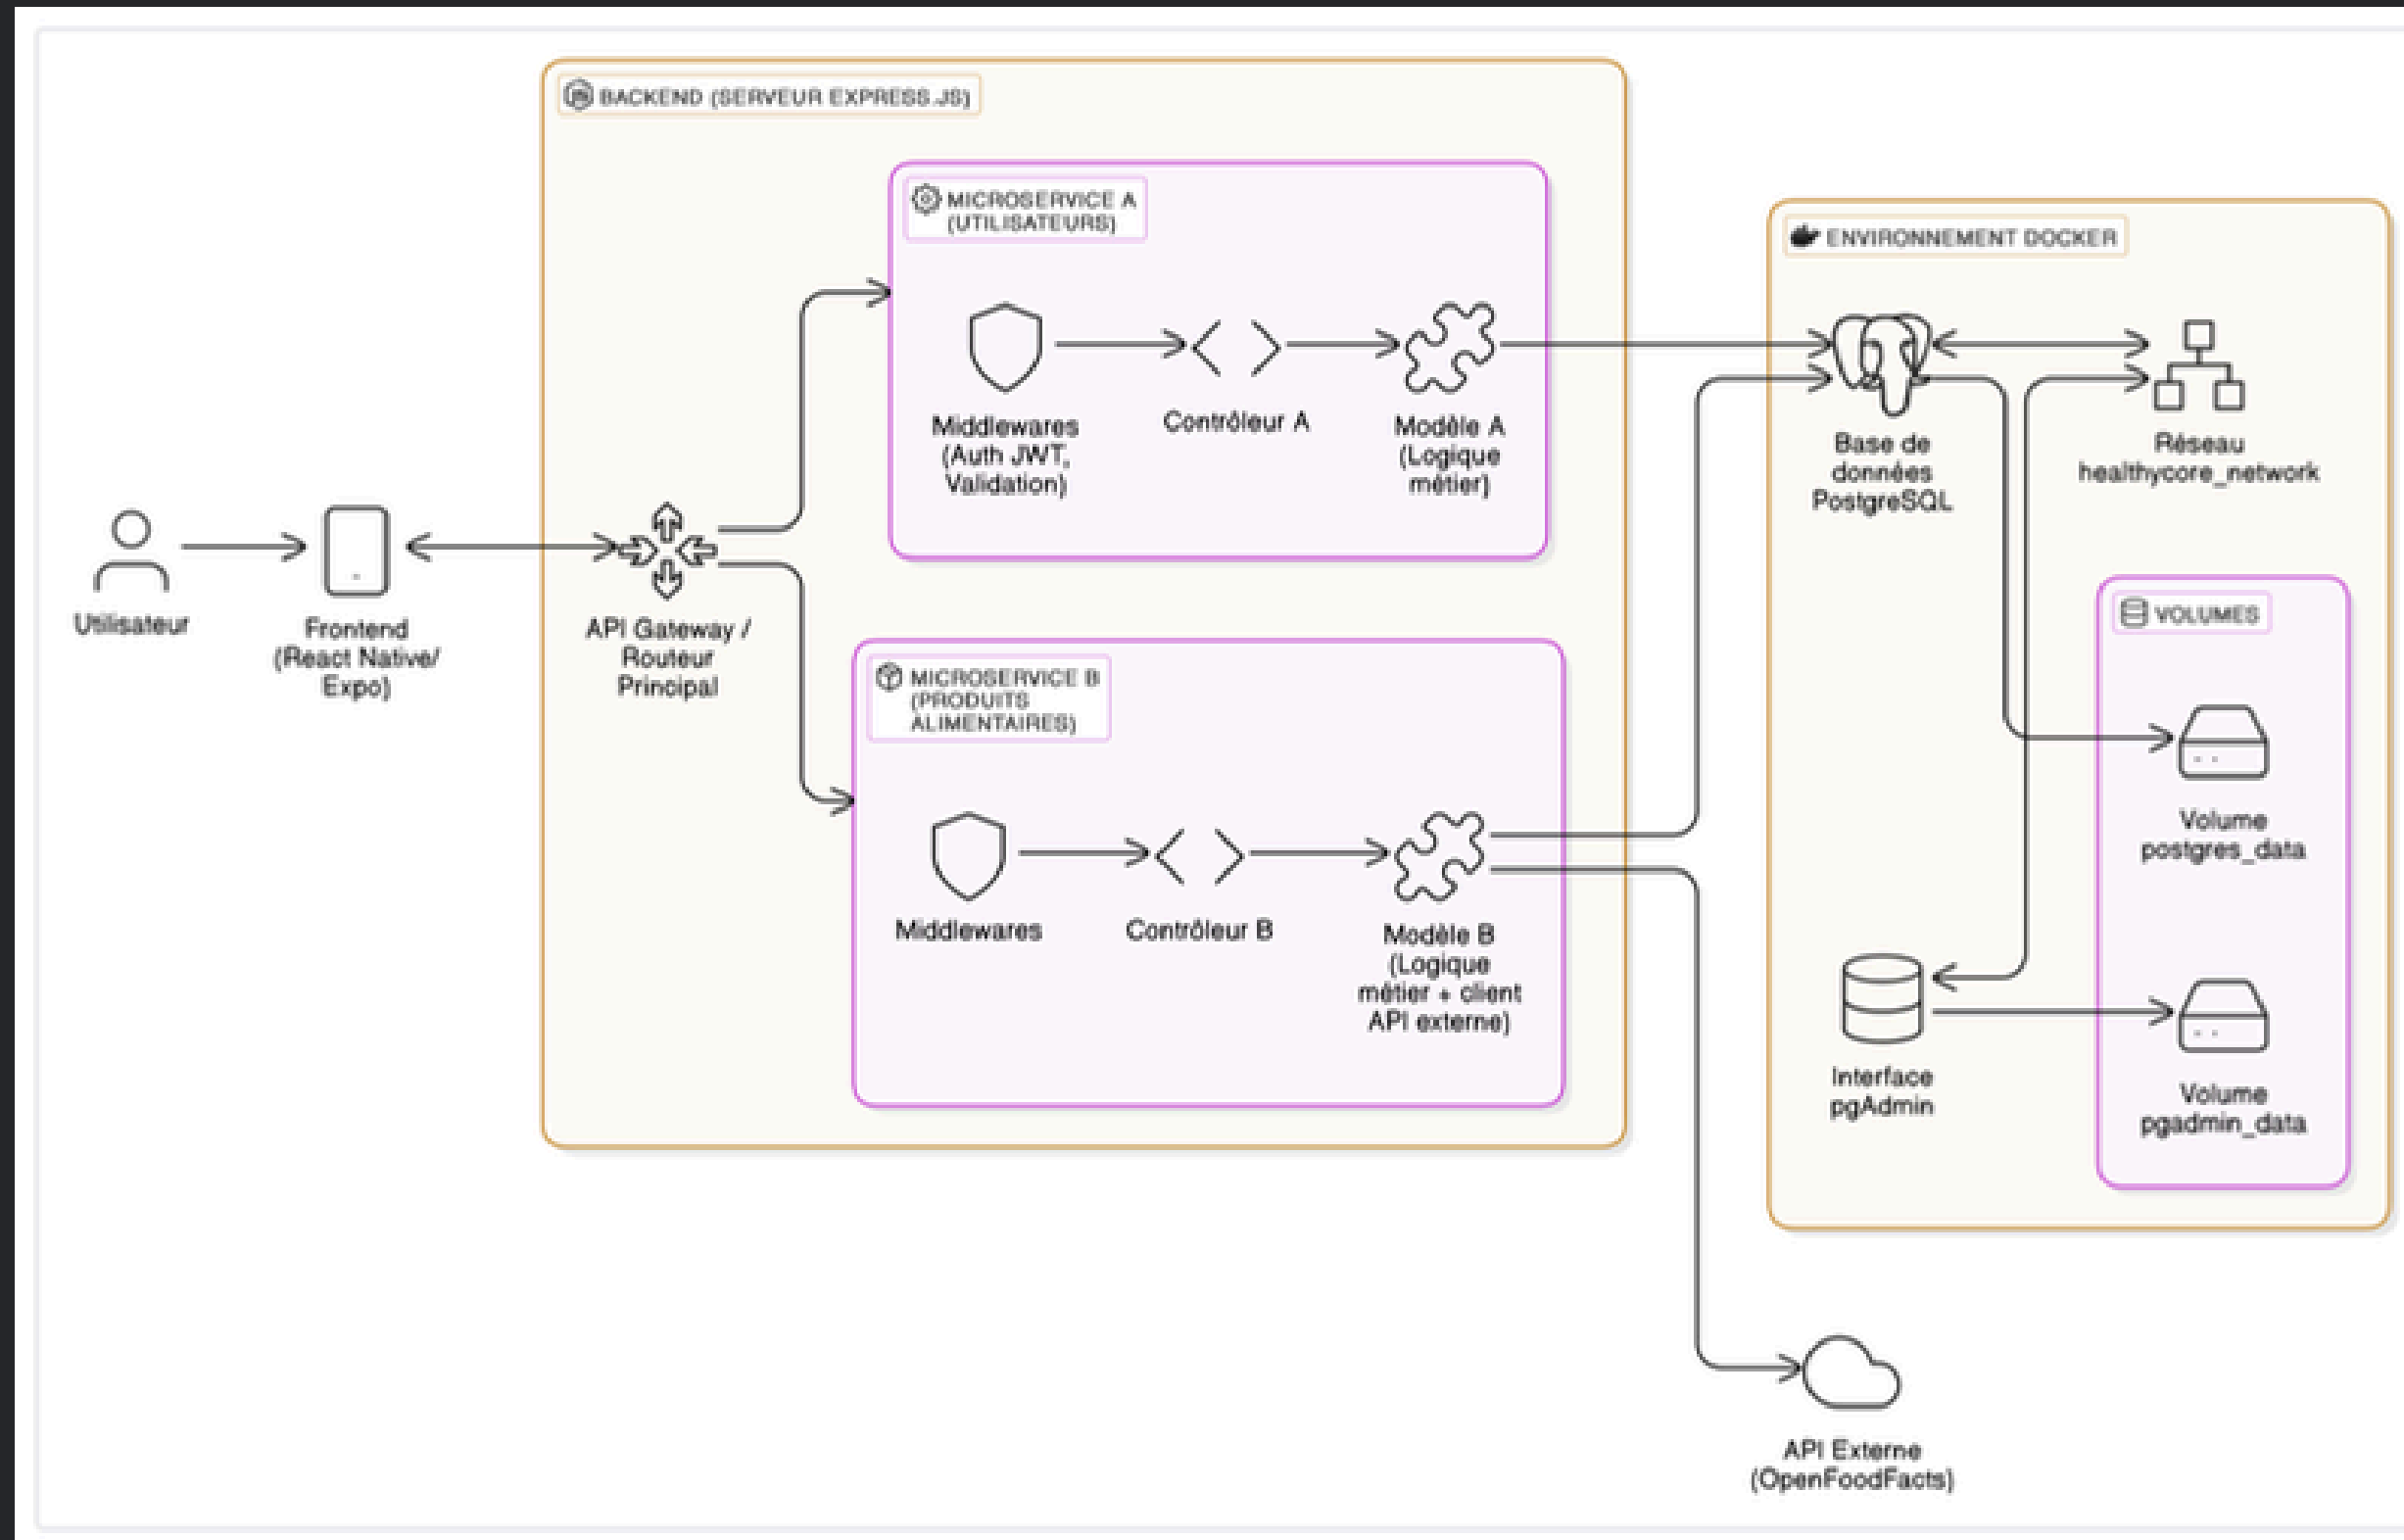 BACKEND (SERVEUR EXPRESS.JS)
MICROSERVICE A
(UTILISATEURS)
Middlewares
(Auth JWT,
Validation)
Contrôleur A
Modèle A
(Logique
métier)
Utilisateur
Frontend
(React Native/
Expo)
API Gateway /
Routeur
Principal
MICROSERVICE B
(PRODUITS
ALIMENTAIRES)
Middlewares
Contrôleur B
Modèle B
(Logique
métier + client
API externe)
ENVIRONNEMENT DOCKER
Base de
données
PostgreSQL
Réseau
healthycore_network
VOLUMES
Volume
postgres_data
Interface
pgAdmin
Volume
pgadmin_data
API Externe
(OpenFoodFacts)